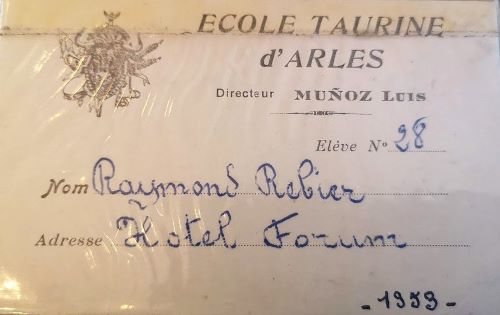 ECOLE TAURINE
d'ARLES
Directeur MUÑOZ LUIS
Elève N° 28
Nom Raymond Rebier
Adresse Hotel Forum
- 1959